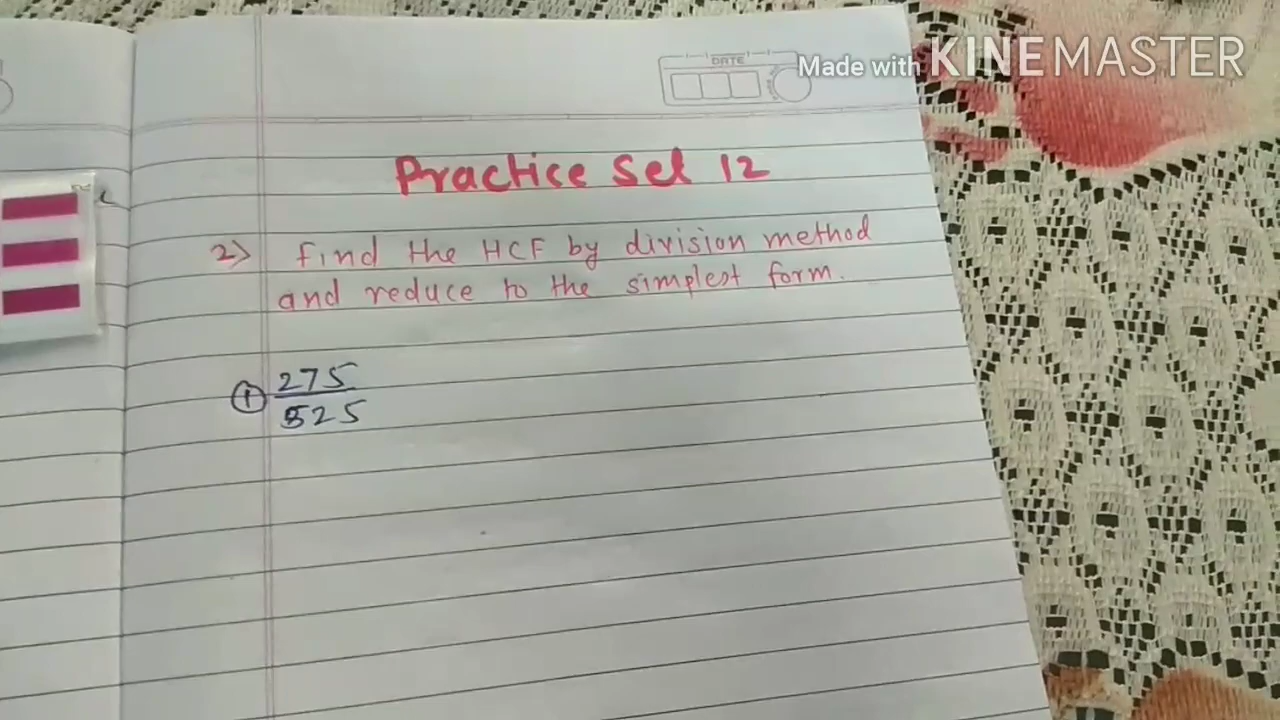 DATE
Made with KINEMASTER
Practice Set 12
2) Find the HCF by division method
and reduce to the simplest form.
① 275
525